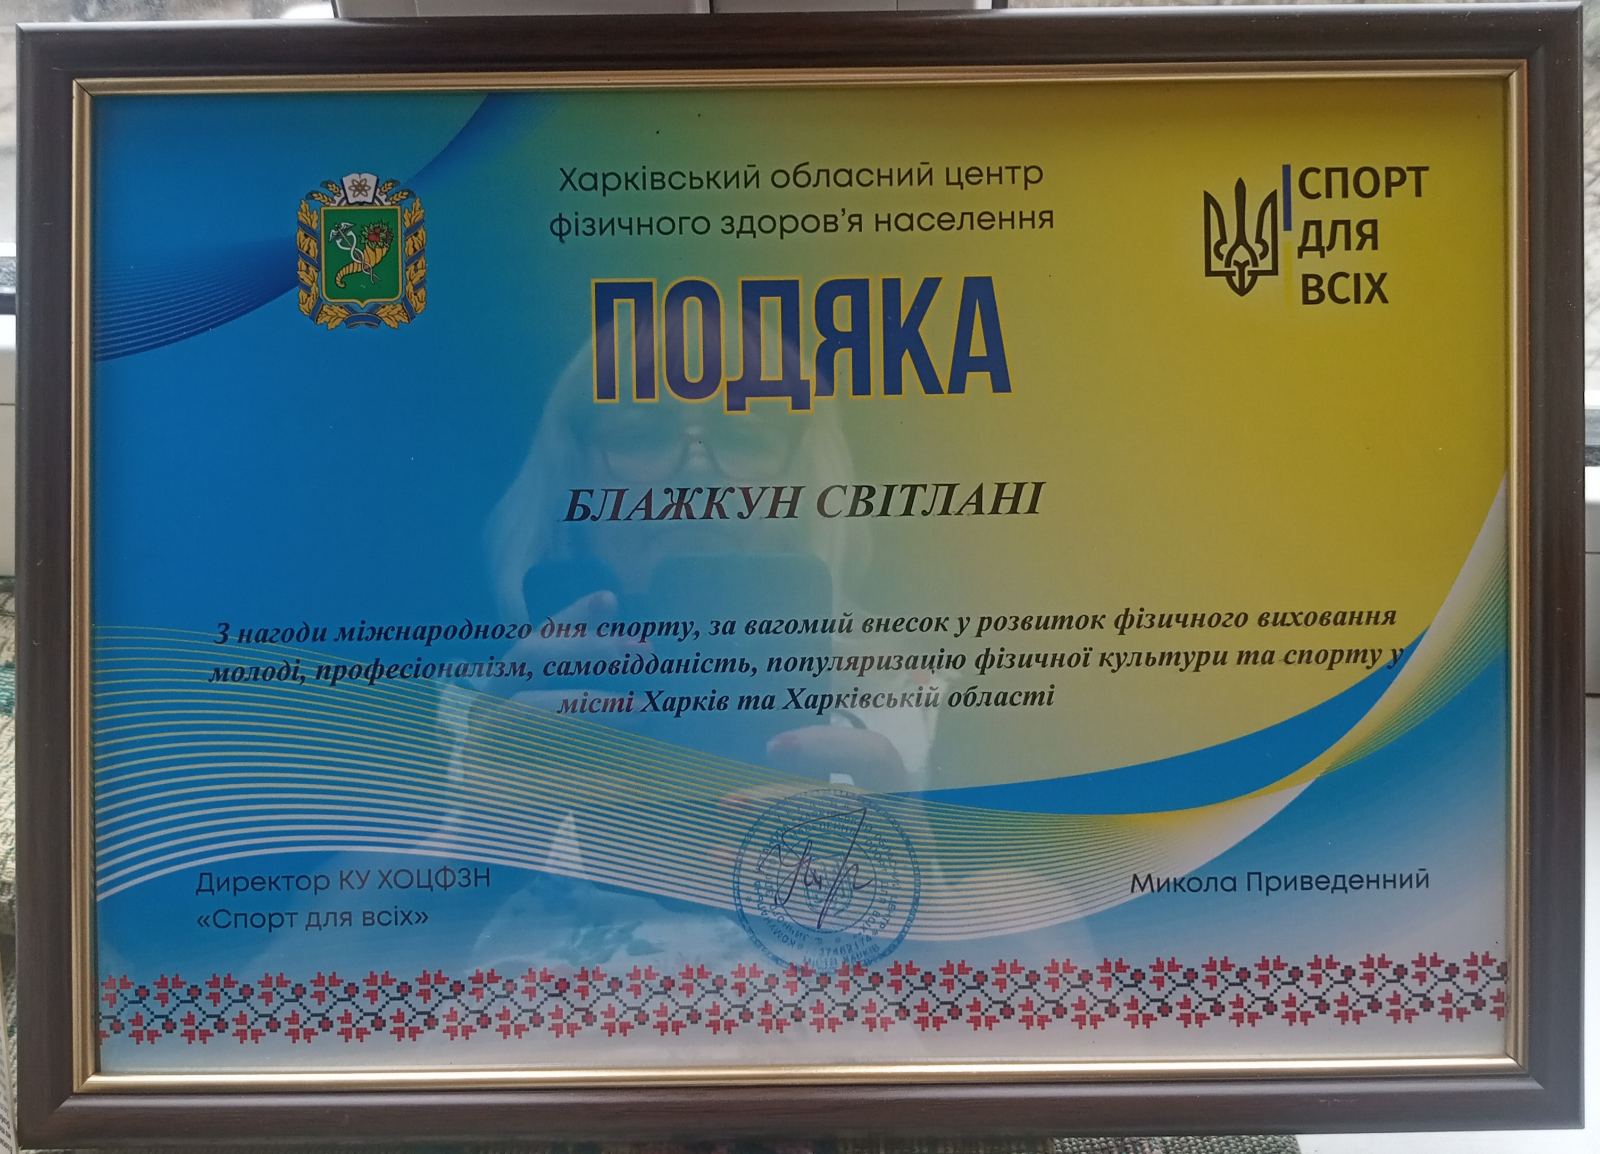 Харківський обласний центр
фізичного здоров’я населення
СПОРТ
ДЛЯ
ВСІХ
ПОДЯКА
БЛАЖКУН СВІТЛАНІ
З нагоди міжнародного дня спорту, за вагомий внесок у розвиток фізичного виховання
молоді, професіоналізм, самовідданість, популяризацію фізичної культури та спорту у
місті Харків та Харківській області
Директор КУ ХОЦФЗН
«Спорт для всіх»
Микола Приведенний